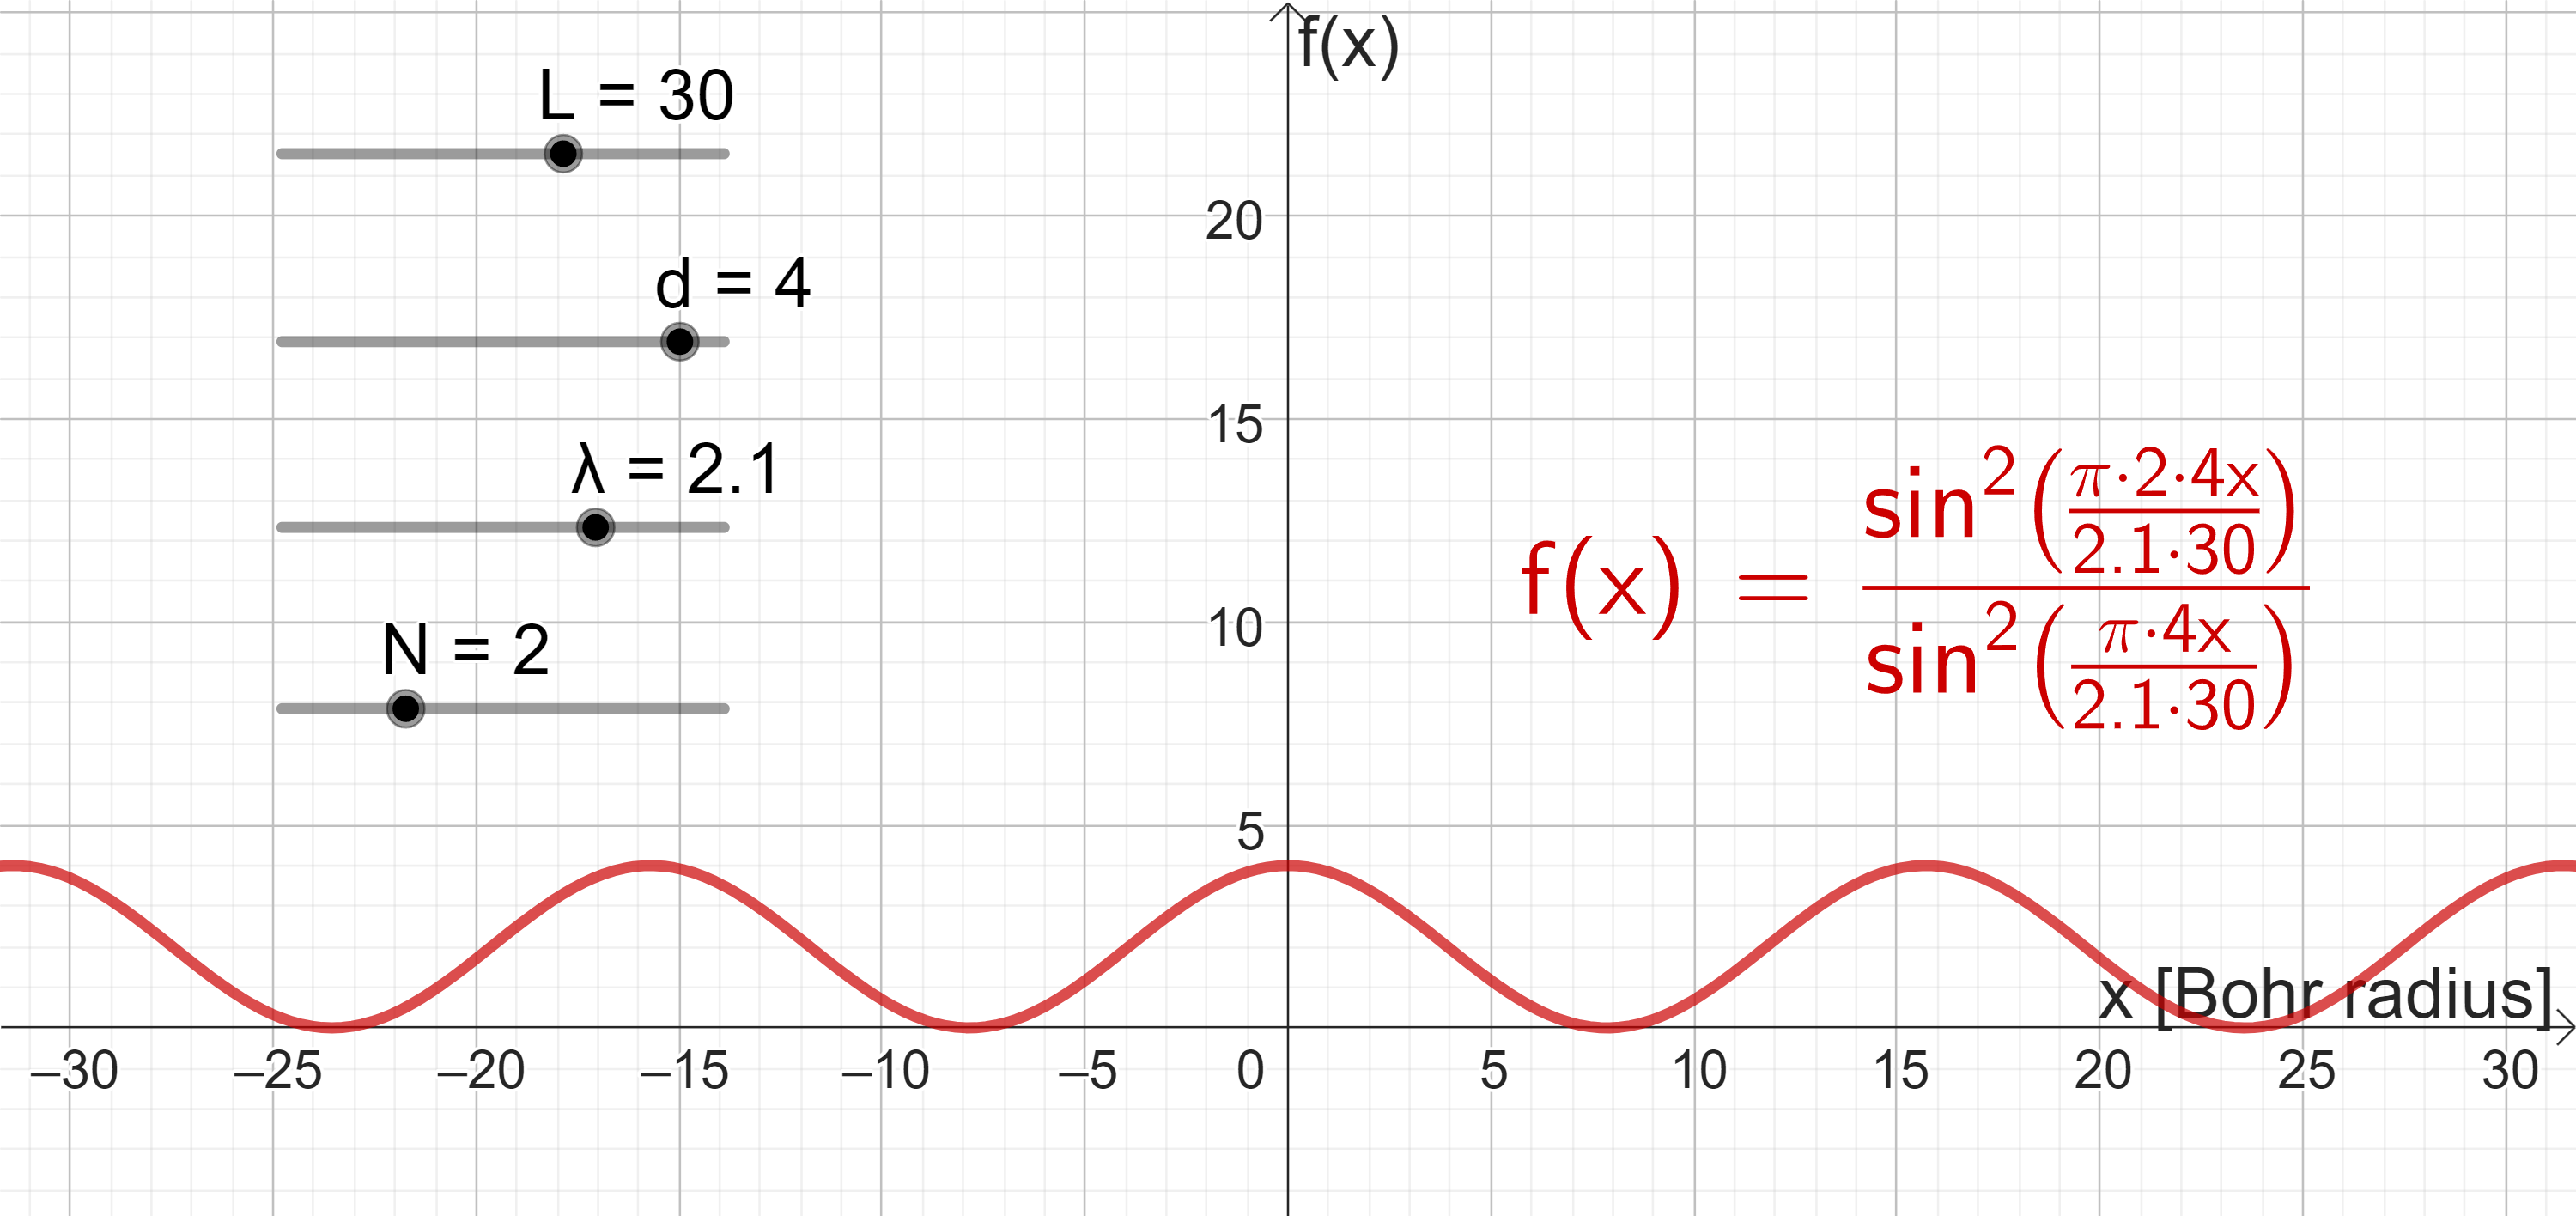 f(x)
L = 30
d = 4
λ = 2.1
N = 2
20
15
10
5
f(x) = sin²(π·2·4x / 2.1·30) / sin²(π·4x / 2.1·30)
x [Bohr radius]
–30 –25 –20 –15 –10 –5 0 5 10 15 20 25 30